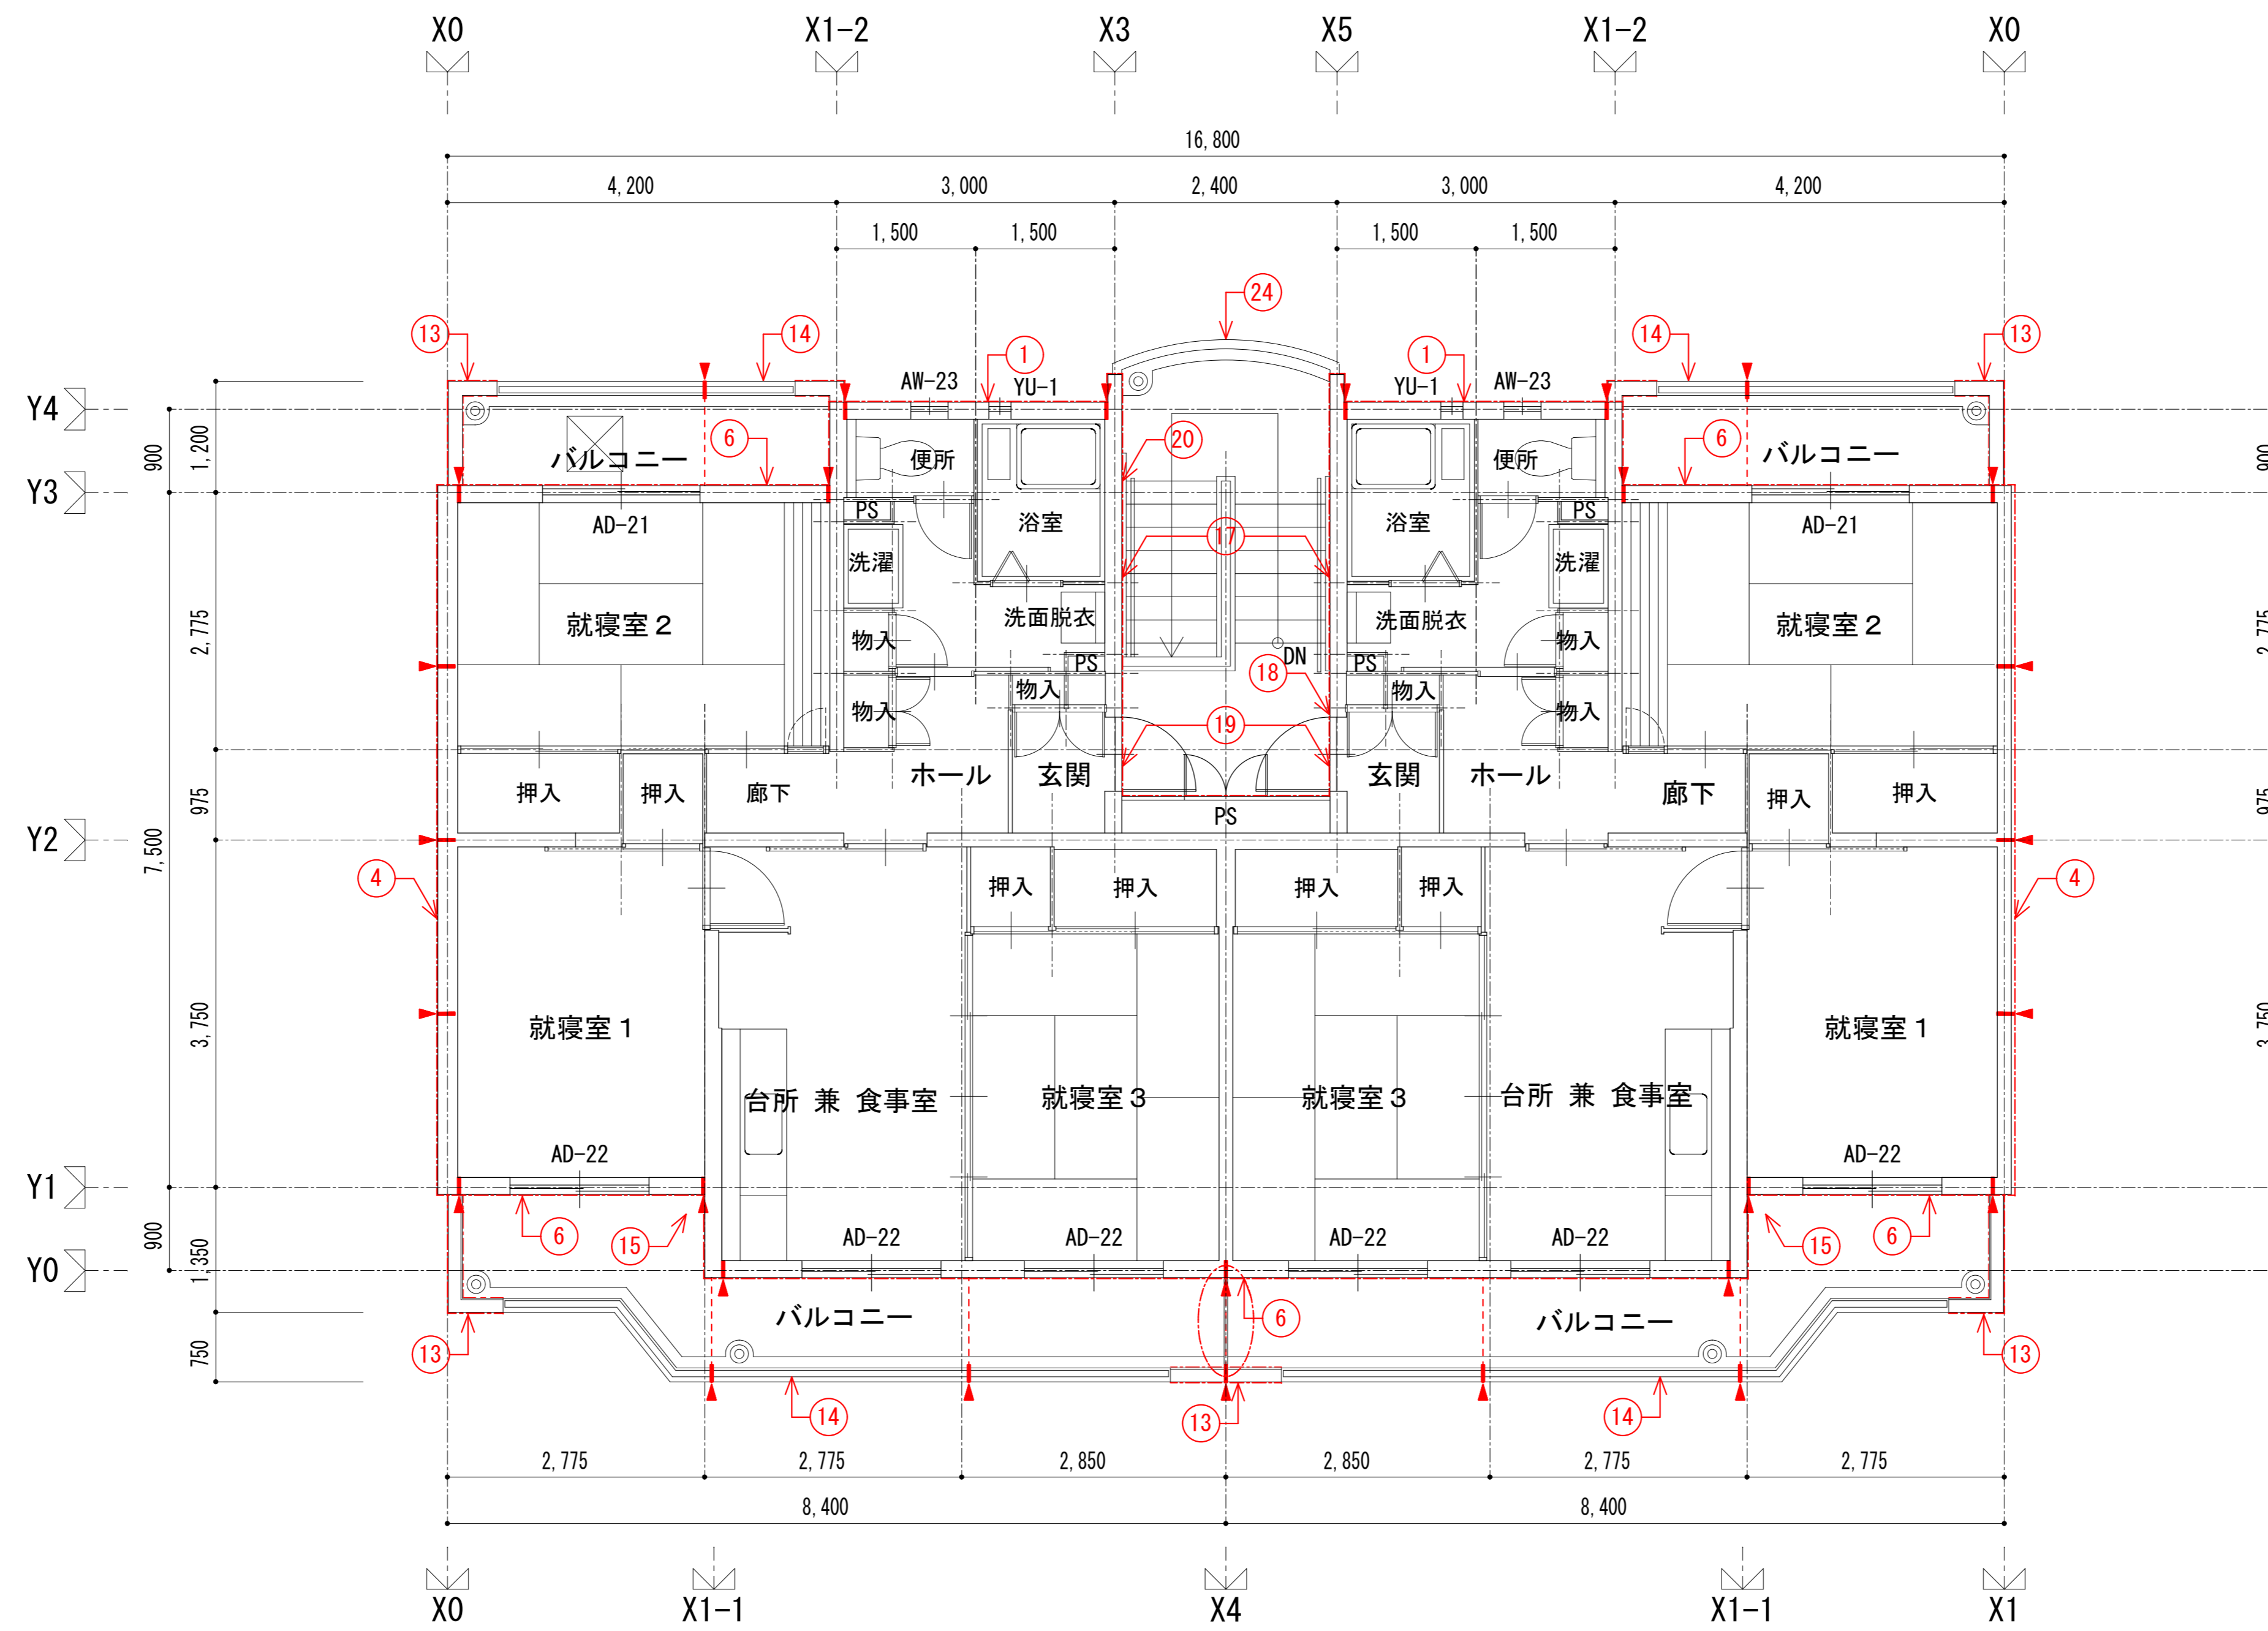 X0 X1-2 X3 X5 X1-2 X0
16,800
4,200 3,000 2,400 3,000 4,200
1,500 1,500 1,500 1,500
24
13 14 1 1 14 13
AW-23 YU-1 YU-1 AW-23
Y4
900 1,200 6 バルコニー 便所 20 便所 6 バルコニー 900
Y3
AD-21 PS 浴室 浴室 PS AD-21
17
洗濯 洗濯
2,775 就寝室2 洗面脱衣 洗面脱衣 就寝室2 2,775
物入 物入
PS DN PS
18
物入 物入
物入 物入
19
ホール 玄関 玄関 ホール
975 押入 押入 廊下 廊下 押入 押入 975
PS
Y2
7,500
4 押入 押入 押入 押入 4
3,750 就寝室1 就寝室1 3,750
台所 兼 食事室 就寝室3 就寝室3 台所 兼 食事室
AD-22 AD-22
Y1
900 6 15 AD-22 AD-22 AD-22 AD-22 15 6
Y0 1,350
バルコニー 6 バルコニー
750 13 13
14 13 14
2,775 2,775 2,850 2,850 2,775 2,775
8,400 8,400
X0 X1-1 X4 X1-1 X1